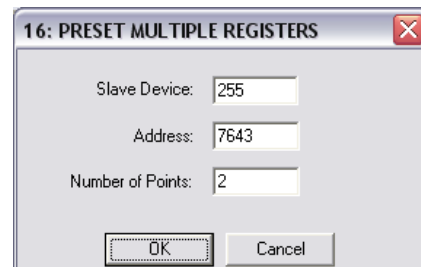 16: PRESET MULTIPLE REGISTERS
Slave Device: 255
Address: 7643
Number of Points: 2
OK Cancel